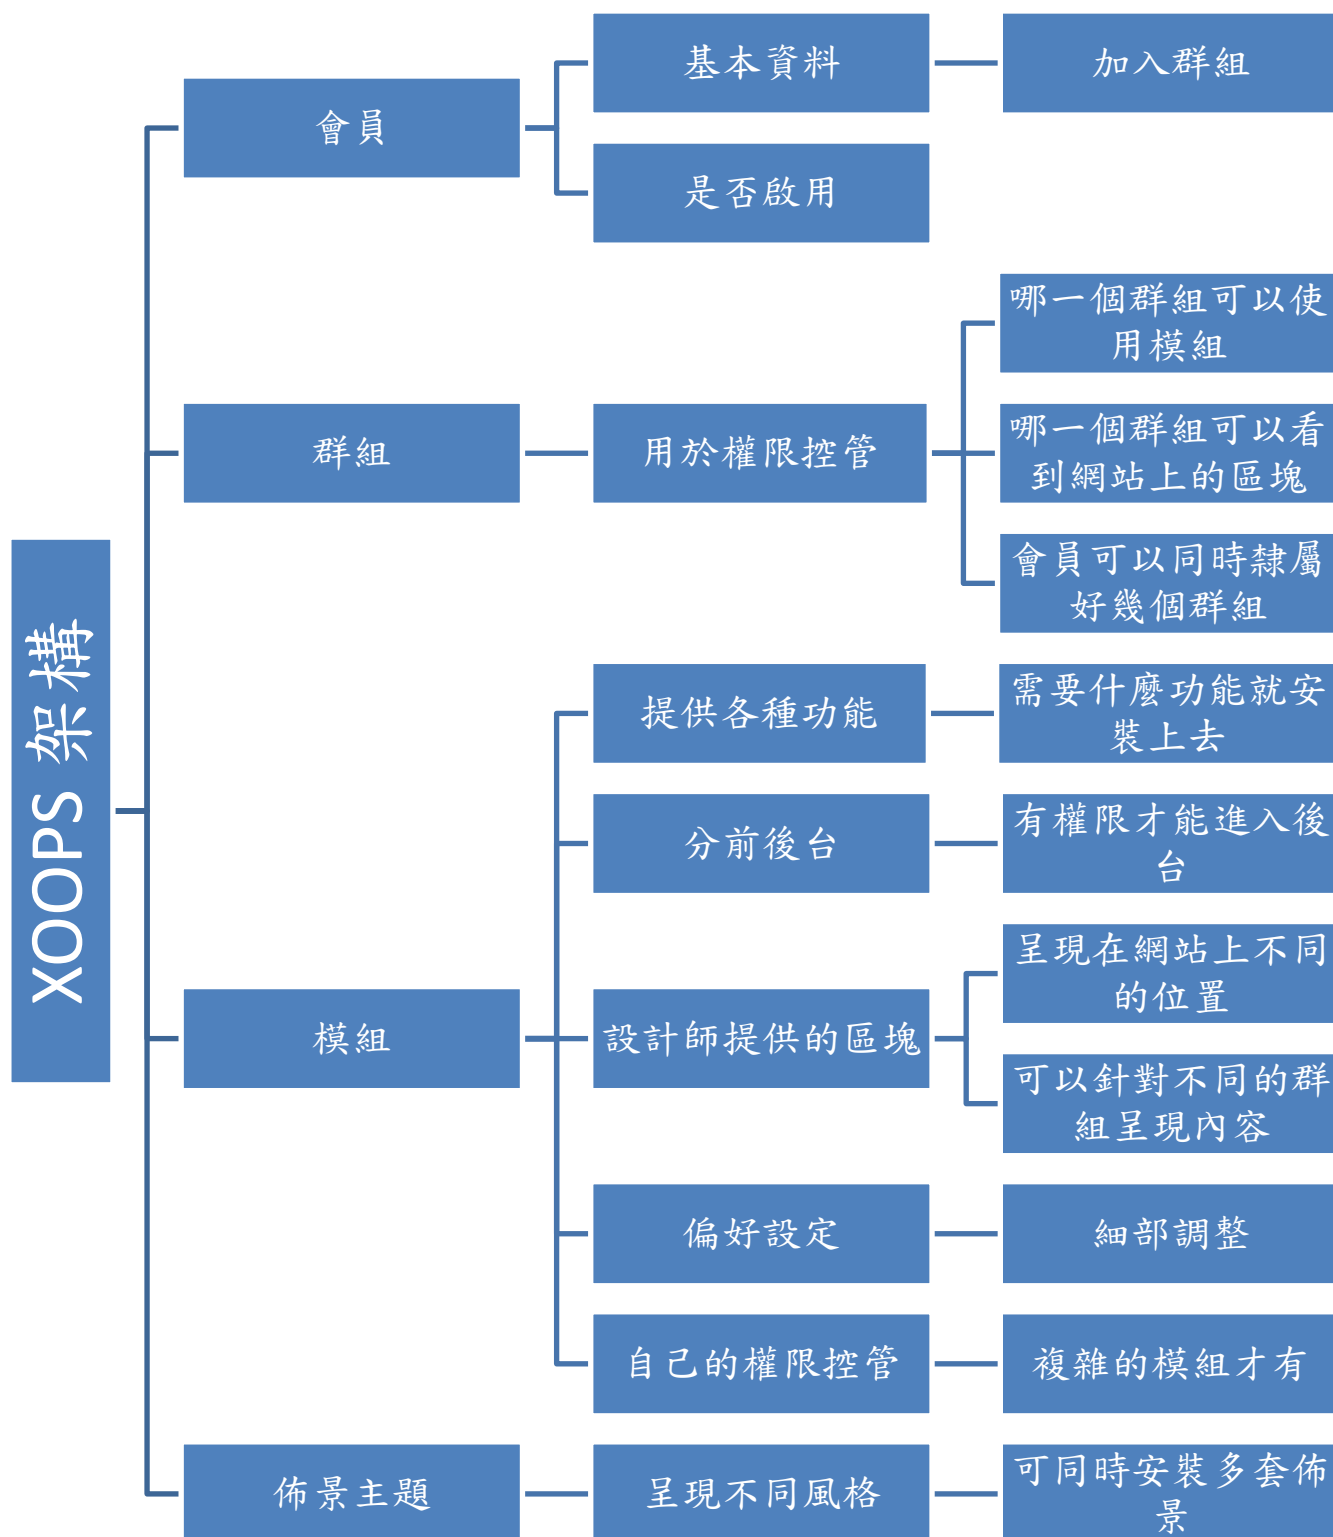 XOOPS 架構
會員
基本資料
加入群組
是否啟用
群組
用於權限控管
哪一個群組可以使
用模組
哪一個群組可以看
到網站上的區塊
會員可以同時隸屬
好幾個群組
模組
提供各種功能
需要什麼功能就安
裝上去
分前後台
有權限才能進入後
台
設計師提供的區塊
呈現在網站上不同
的位置
可以針對不同的群
組呈現內容
偏好設定
細部調整
自己的權限控管
複雜的模組才有
佈景主題
呈現不同風格
可同時安裝多套佈
景